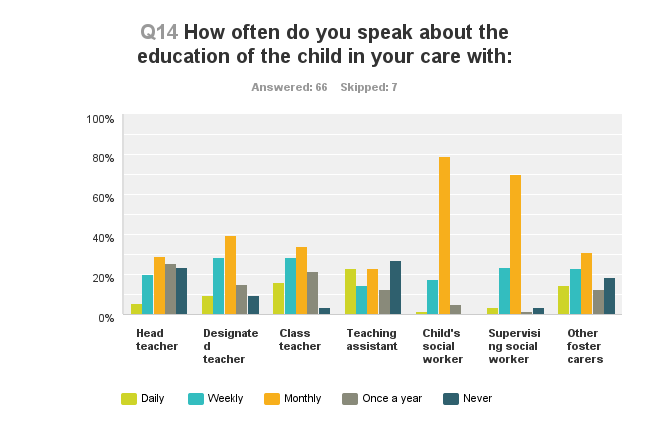 Q14 How often do you speak about the
education of the child in your care with:
Answered: 66 Skipped: 7
100%
80%
60%
40%
20%
0%
Head
teacher
Designate
d
teacher
Class
teacher
Teaching
assistant
Child's
social
worker
Supervisi
ng social
worker
Other
foster
carers
Daily
Weekly
Monthly
Once a year
Never